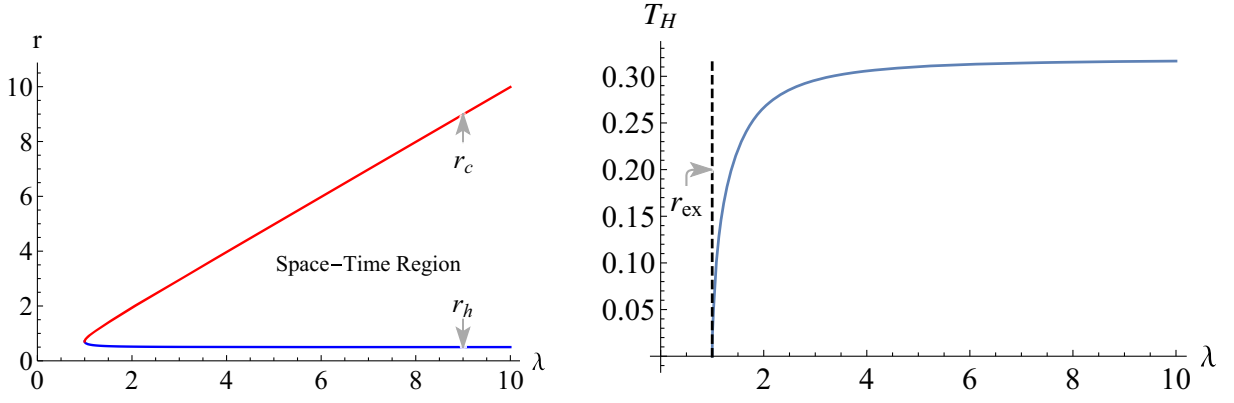 r
10
8
6
4
2
0
0 2 4 6 8 10 λ
r_c
Space−Time Region
r_h
T_H
0.30
0.25
0.20
0.15
0.10
0.05
2 4 6 8 10 λ
r_ex